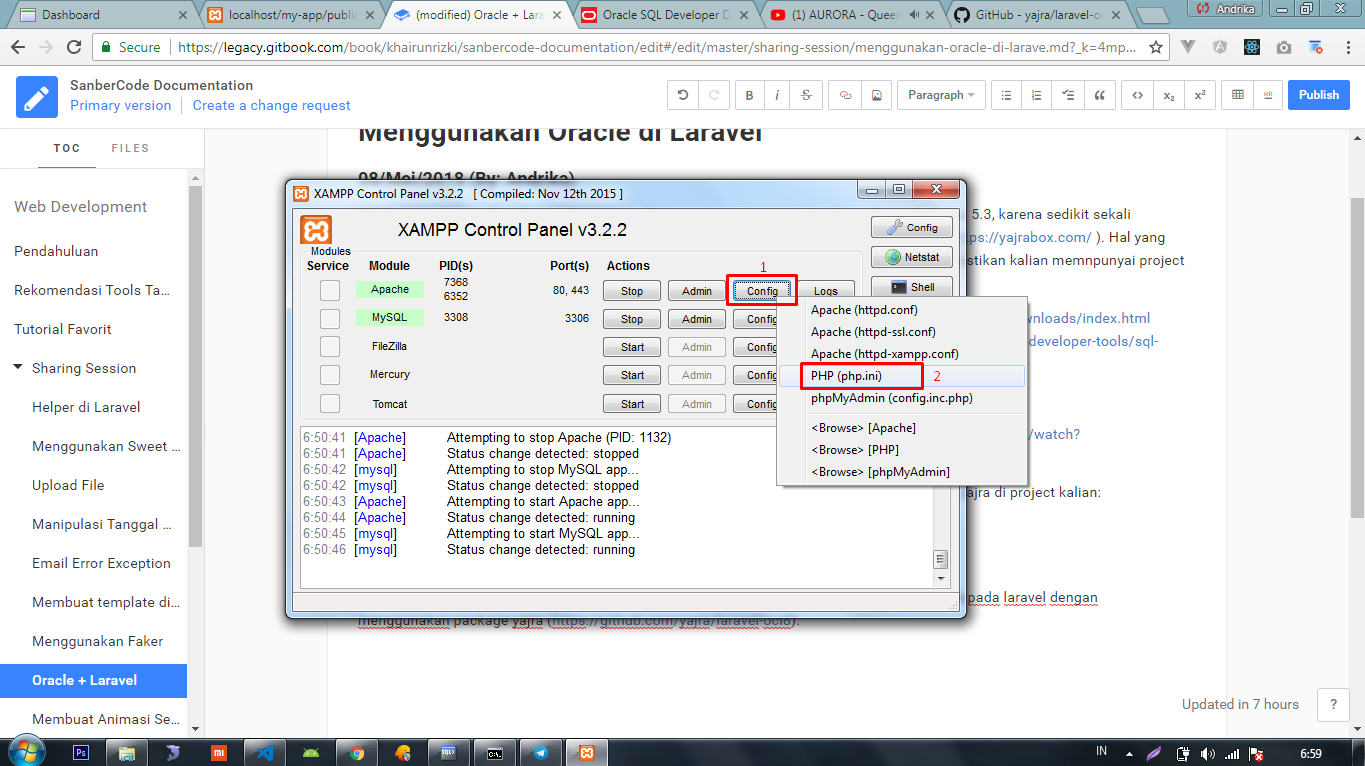 Dashboard
localhost/my-app/public
(modified) Oracle + Lara
Oracle SQL Developer D
(1) AURORA - Queen
GitHub - yajra/laravel-o
Andrika
Secure
https://legacy.gitbook.com/book/khairunrizki/sanbercode-documentation/edit#/edit/master/sharing-session/menggunakan-oracle-di-larave.md?_k=4mp...
SanberCode Documentation
Primary version
Create a change request
B
i
S
Paragraph
Publish
TOC
FILES
Web Development
Pendahuluan
Rekomendasi Tools Ta...
Tutorial Favorit
Sharing Session
Helper di Laravel
Menggunakan Sweet ...
Upload File
Manipulasi Tanggal ...
Email Error Exception
Membuat template di...
Menggunakan Faker
Oracle + Laravel
Membuat Animasi Se...
Menggunakan Oracle di Laravel
08/Mei/2018 (By: Andrika)
5.3, karena sedikit sekali
tps://yajrabox.com/ ). Hal yang
stikan kalian memnpunyai project
wnloads/index.html
developer-tools/sql-
/watch?
ajra di project kalian:
pada laravel dengan
menggunakan package yajra (https://github.com/yajra/laravel-oci8).
XAMPP Control Panel v3.2.2 [ Compiled: Nov 12th 2015 ]
XAMPP Control Panel v3.2.2
Config
Netstat
Shell
Modules
Service
Module
PID(s)
Port(s)
Actions
1
Apache
7368
6352
80, 443
Stop
Admin
Config
Logs
MySQL
3308
3306
Stop
Admin
Config
FileZilla
Start
Admin
Config
Mercury
Start
Admin
Config
Tomcat
Start
Admin
Config
Apache (httpd.conf)
Apache (httpd-ssl.conf)
Apache (httpd-xampp.conf)
PHP (php.ini)
2
phpMyAdmin (config.inc.php)
<Browse> [Apache]
<Browse> [PHP]
<Browse> [phpMyAdmin]
6:50:41 [Apache] Attempting to stop Apache (PID: 1132)
6:50:41 [Apache] Status change detected: stopped
6:50:42 [mysql] Attempting to stop MySQL app...
6:50:42 [mysql] Status change detected: stopped
6:50:43 [Apache] Attempting to start Apache app...
6:50:44 [Apache] Status change detected: running
6:50:45 [mysql] Attempting to start MySQL app...
6:50:46 [mysql] Status change detected: running
Updated in 7 hours
?
IN
6:59